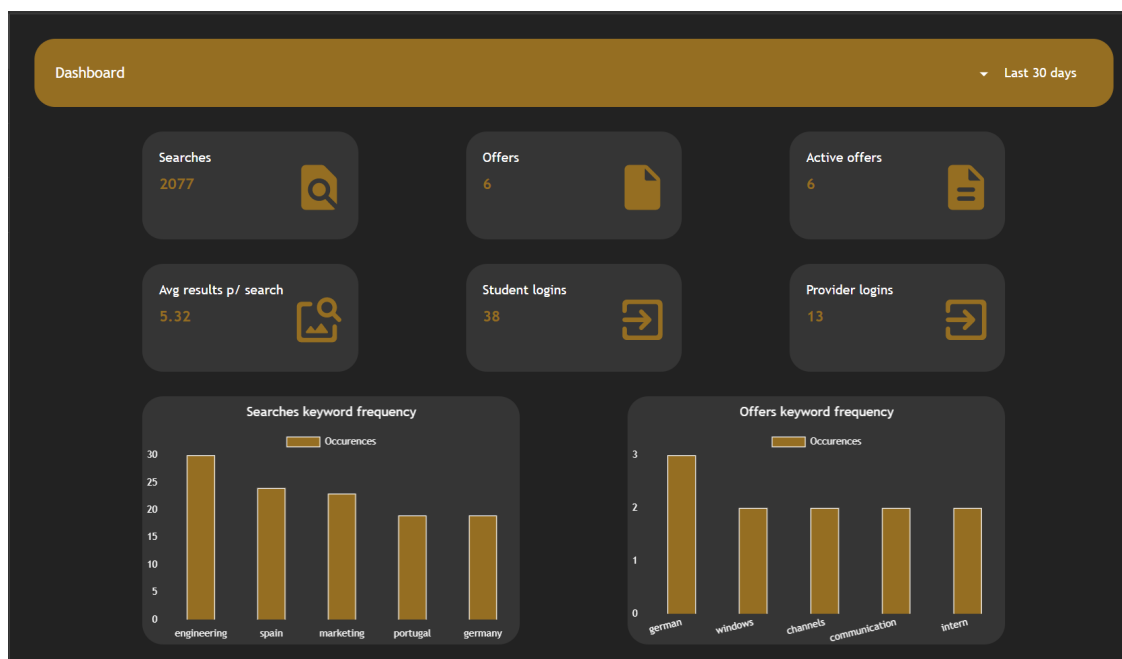 Dashboard
Last 30 days
Searches
2077
Offers
6
Active offers
6
Avg results p/ search
5.32
Student logins
38
Provider logins
13
Searches keyword frequency
Occurences
30
25
20
15
10
5
0
engineering spain marketing portugal germany
Offers keyword frequency
Occurences
3
2
1
0
german windows channels communication intern